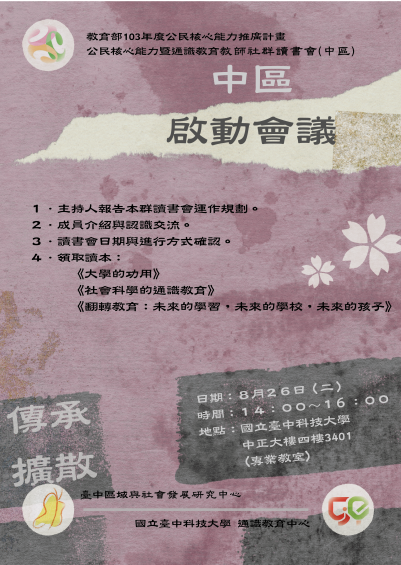 教育部103年度公民核心能力推廣計畫
公民核心能力暨通識教育教師社群讀書會(中區)
中區
啟動會議
1．主持人報告本群讀書會運作規劃。
2．成員介紹與認識交流。
3．讀書會日期與進行方式確認。
4．領取讀本：
《大學的功用》
《社會科學的通識教育》
《翻轉教育：未來的學習，未來的學校，未來的孩子》
日期：8月26日（二）
時間：14：00～16：00
地點：國立臺中科技大學
中正大樓四樓3401
（專業教室）
傳承
擴散
臺中區域與社會發展研究中心
國立臺中科技大學 通識教育中心